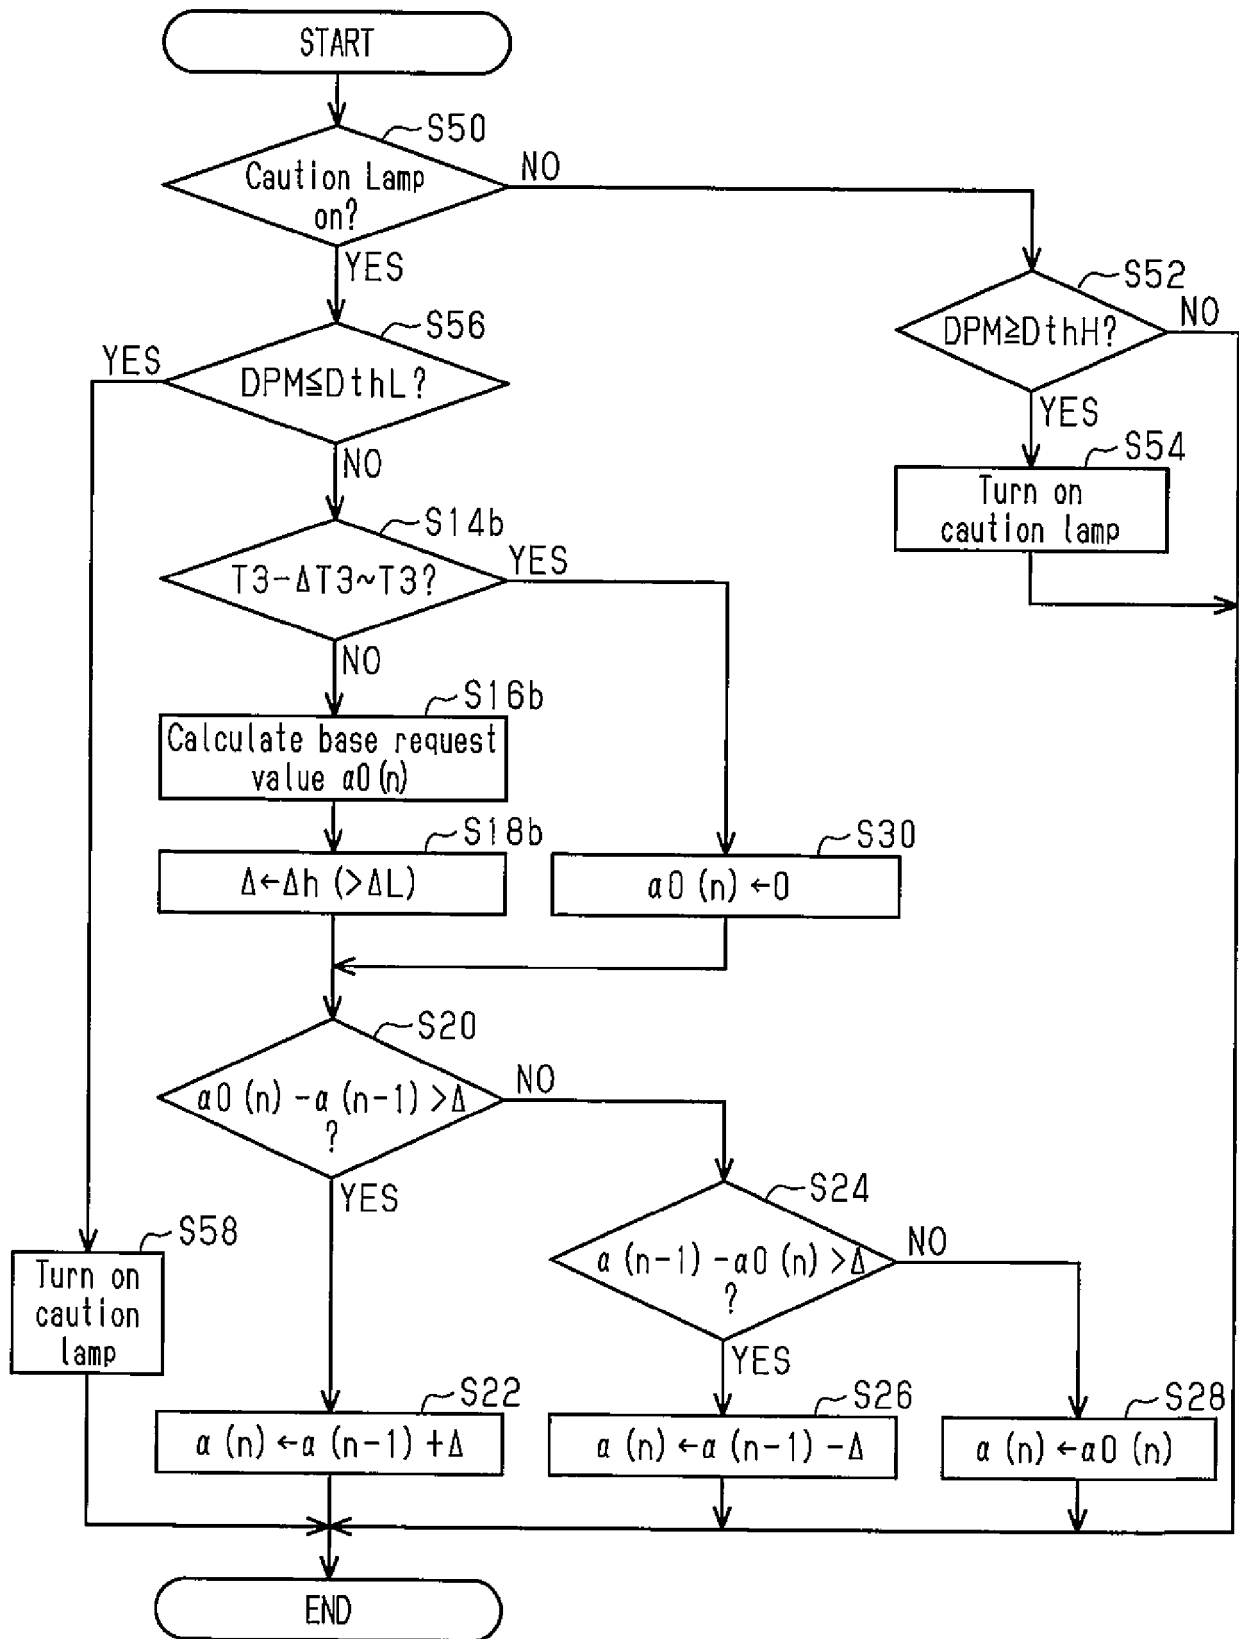 START
S50
Caution Lamp
on?
NO
YES
S52
DPM≧DthH?
NO
YES
S54
Turn on
caution lamp
S56
YES
DPM≦DthL?
NO
S14b
T3-ΔT3~T3?
YES
NO
S16b
Calculate base request
value α0(n)
S18b
Δ←Δh (>ΔL)
S30
α0 (n) ←0
S20
α0 (n) -α (n-1) >Δ
?
NO
YES
S24
α (n-1) -α0 (n) >Δ
?
NO
YES
S58
Turn on
caution
lamp
S22
α (n) ←α (n-1) +Δ
S26
α (n) ←α (n-1) -Δ
S28
α (n) ←α0 (n)
END